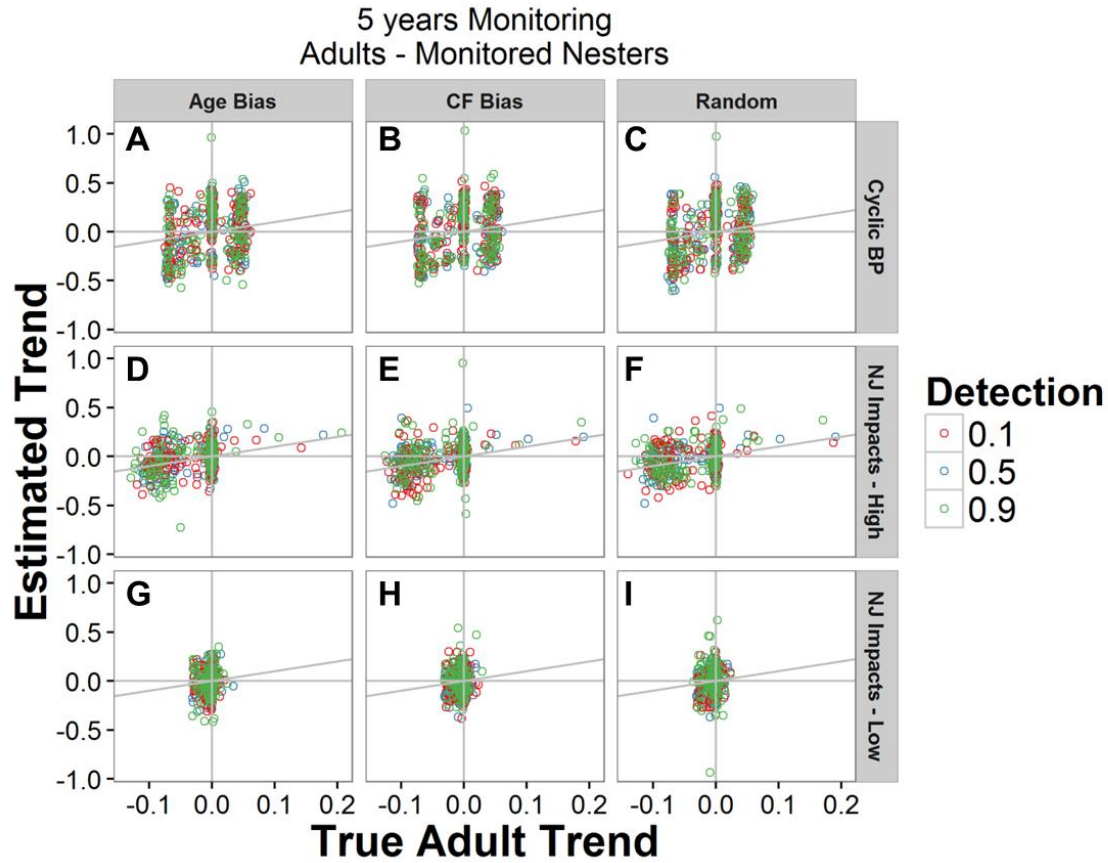 5 years Monitoring
Adults - Monitored Nesters
Age Bias
CF Bias
Random
Estimated Trend
A
B
C
1.0
0.5
0.0
-0.5
-1.0
Cyclic BP
D
E
F
1.0
0.5
0.0
-0.5
-1.0
NJ Impacts - High
G
H
I
1.0
0.5
0.0
-0.5
-1.0
NJ Impacts - Low
-0.1 0.0 0.1 0.2
-0.1 0.0 0.1 0.2
-0.1 0.0 0.1 0.2
True Adult Trend
Detection
0.1
0.5
0.9